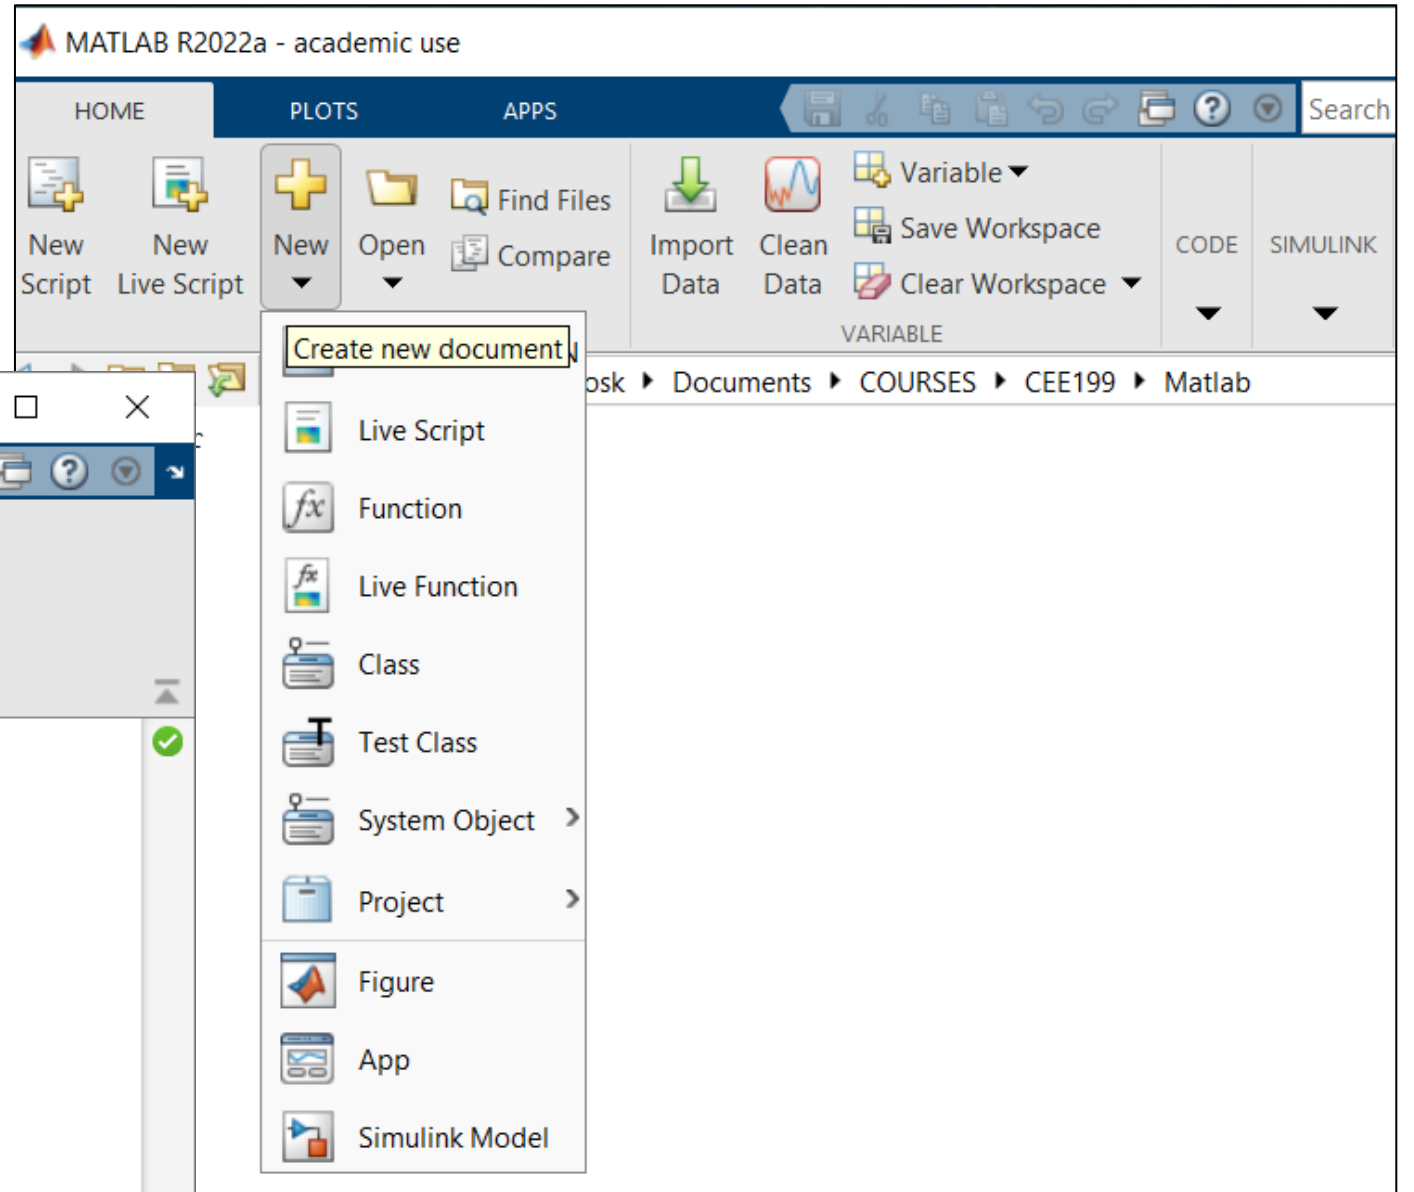 MATLAB R2022a - academic use
HOME PLOTS APPS Search
New Script
New Live Script
New
Open
Find Files
Compare
Import Data
Clean Data
Variable
Save Workspace
Clear Workspace
VARIABLE
CODE
SIMULINK
Create new document
Documents COURSES CEE199 Matlab
Live Script
fx Function
fx Live Function
Class
T Test Class
System Object
Project
Figure
App
Simulink Model